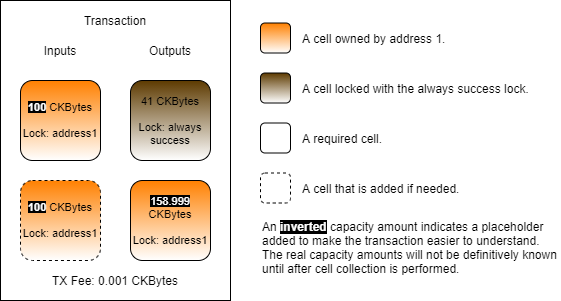 Transaction
Inputs
Outputs
100 CKBytes
Lock: address1
41 CKBytes
Lock: always
success
100 CKBytes
Lock: address1
158.999
CKBytes
Lock: address1
TX Fee: 0.001 CKBytes
A cell owned by address 1.
A cell locked with the always success lock.
A required cell.
A cell that is added if needed.
An inverted capacity amount indicates a placeholder
added to make the transaction easier to understand.
The real capacity amounts will not be definitively known
until after cell collection is performed.